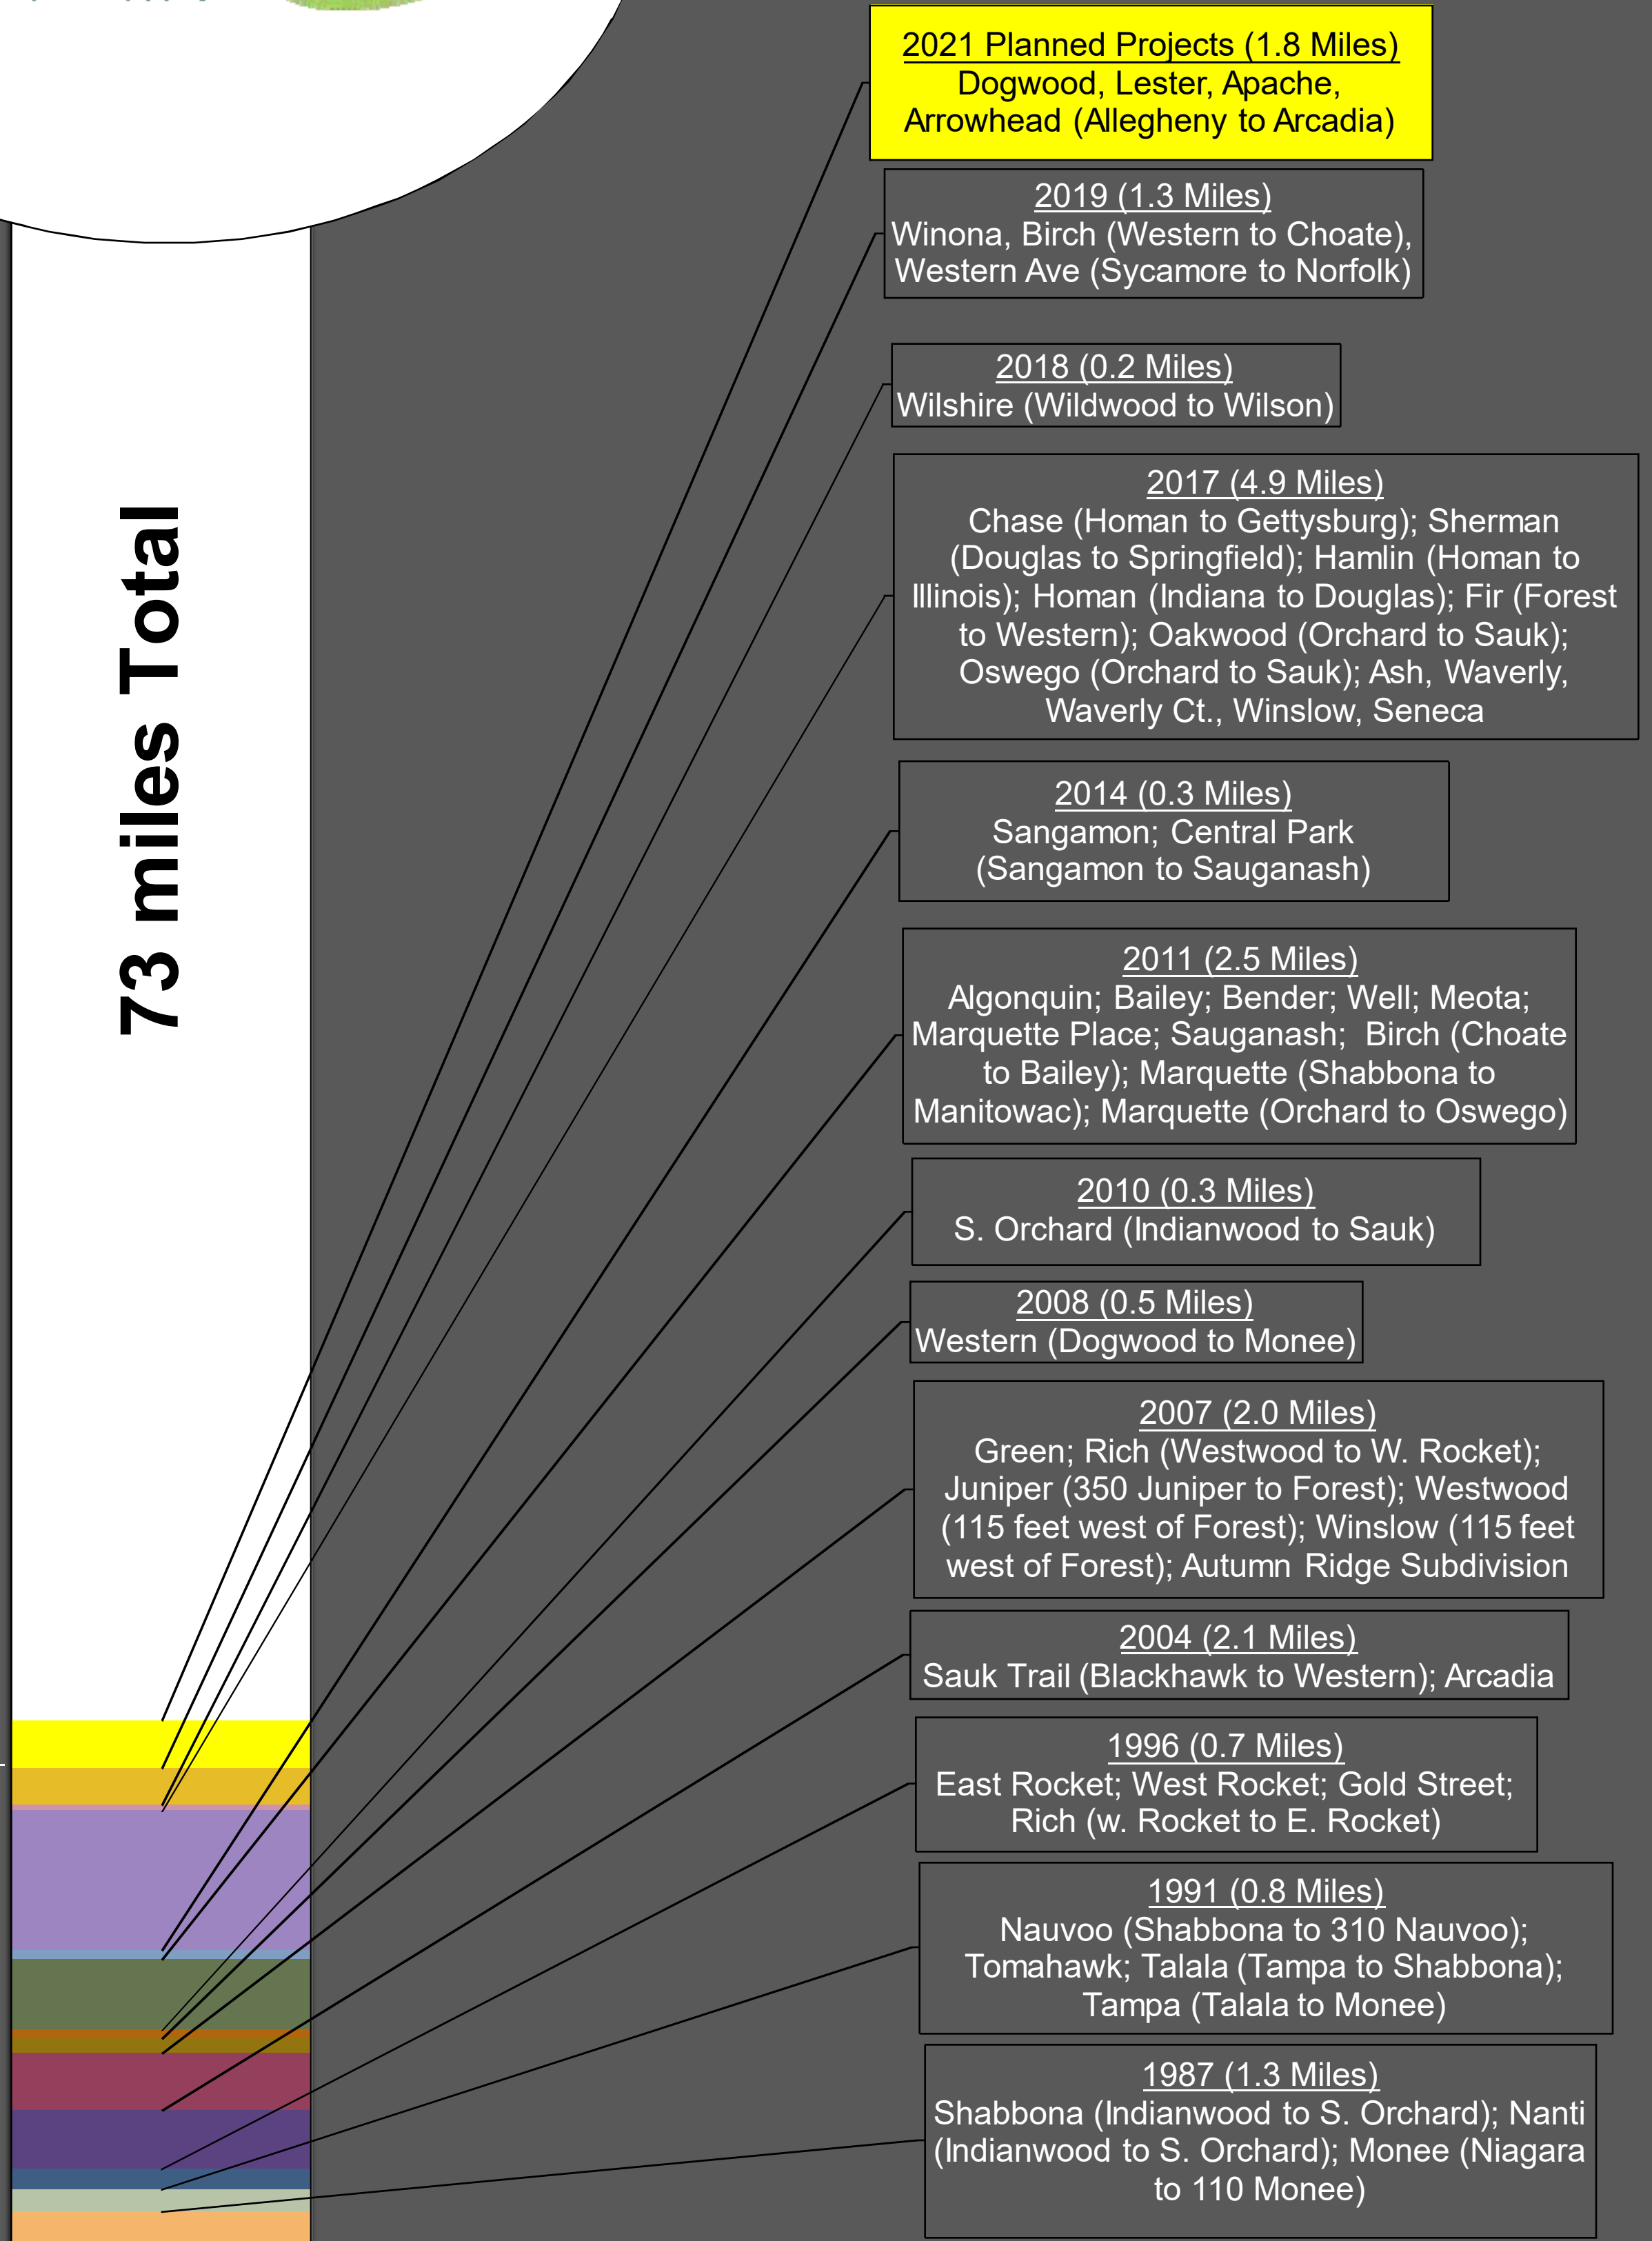 73 miles Total
2021 Planned Projects (1.8 Miles)
Dogwood, Lester, Apache,
Arrowhead (Allegheny to Arcadia)
2019 (1.3 Miles)
Winona, Birch (Western to Choate),
Western Ave (Sycamore to Norfolk)
2018 (0.2 Miles)
Wilshire (Wildwood to Wilson)
2017 (4.9 Miles)
Chase (Homan to Gettysburg); Sherman
(Douglas to Springfield); Hamlin (Homan to
Illinois); Homan (Indiana to Douglas); Fir (Forest
to Western); Oakwood (Orchard to Sauk);
Oswego (Orchard to Sauk); Ash, Waverly,
Waverly Ct., Winslow, Seneca
2014 (0.3 Miles)
Sangamon; Central Park
(Sangamon to Sauganash)
2011 (2.5 Miles)
Algonquin; Bailey; Bender; Well; Meota;
Marquette Place; Sauganash; Birch (Choate
to Bailey); Marquette (Shabbona to
Manitowac); Marquette (Orchard to Oswego)
2010 (0.3 Miles)
S. Orchard (Indianwood to Sauk)
2008 (0.5 Miles)
Western (Dogwood to Monee)
2007 (2.0 Miles)
Green; Rich (Westwood to W. Rocket);
Juniper (350 Juniper to Forest); Westwood
(115 feet west of Forest); Winslow (115 feet
west of Forest); Autumn Ridge Subdivision
2004 (2.1 Miles)
Sauk Trail (Blackhawk to Western); Arcadia
1996 (0.7 Miles)
East Rocket; West Rocket; Gold Street;
Rich (w. Rocket to E. Rocket)
1991 (0.8 Miles)
Nauvoo (Shabbona to 310 Nauvoo);
Tomahawk; Talala (Tampa to Shabbona);
Tampa (Talala to Monee)
1987 (1.3 Miles)
Shabbona (Indianwood to S. Orchard); Nanti
(Indianwood to S. Orchard); Monee (Niagara
to 110 Monee)